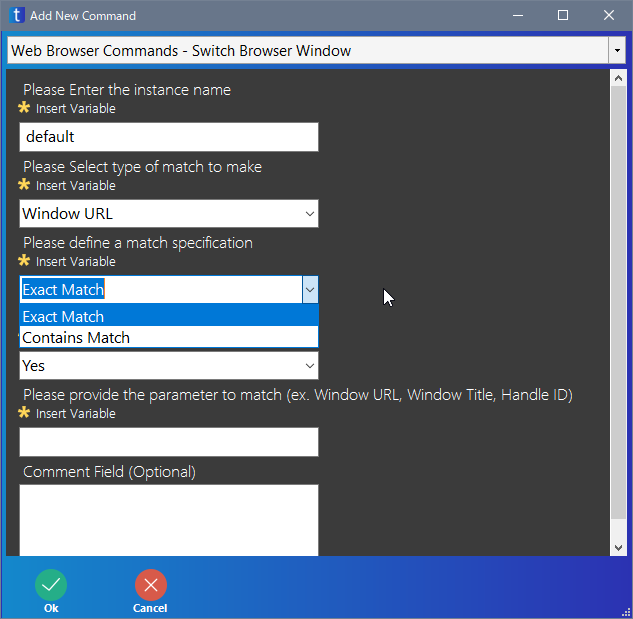 t Add New Command
Web Browser Commands - Switch Browser Window
Please Enter the instance name
Insert Variable
default
Please Select type of match to make
Insert Variable
Window URL
Please define a match specification
Insert Variable
Exact Match
Exact Match
Contains Match
Yes
Please provide the parameter to match (ex. Window URL, Window Title, Handle ID)
Insert Variable
Comment Field (Optional)
Ok Cancel